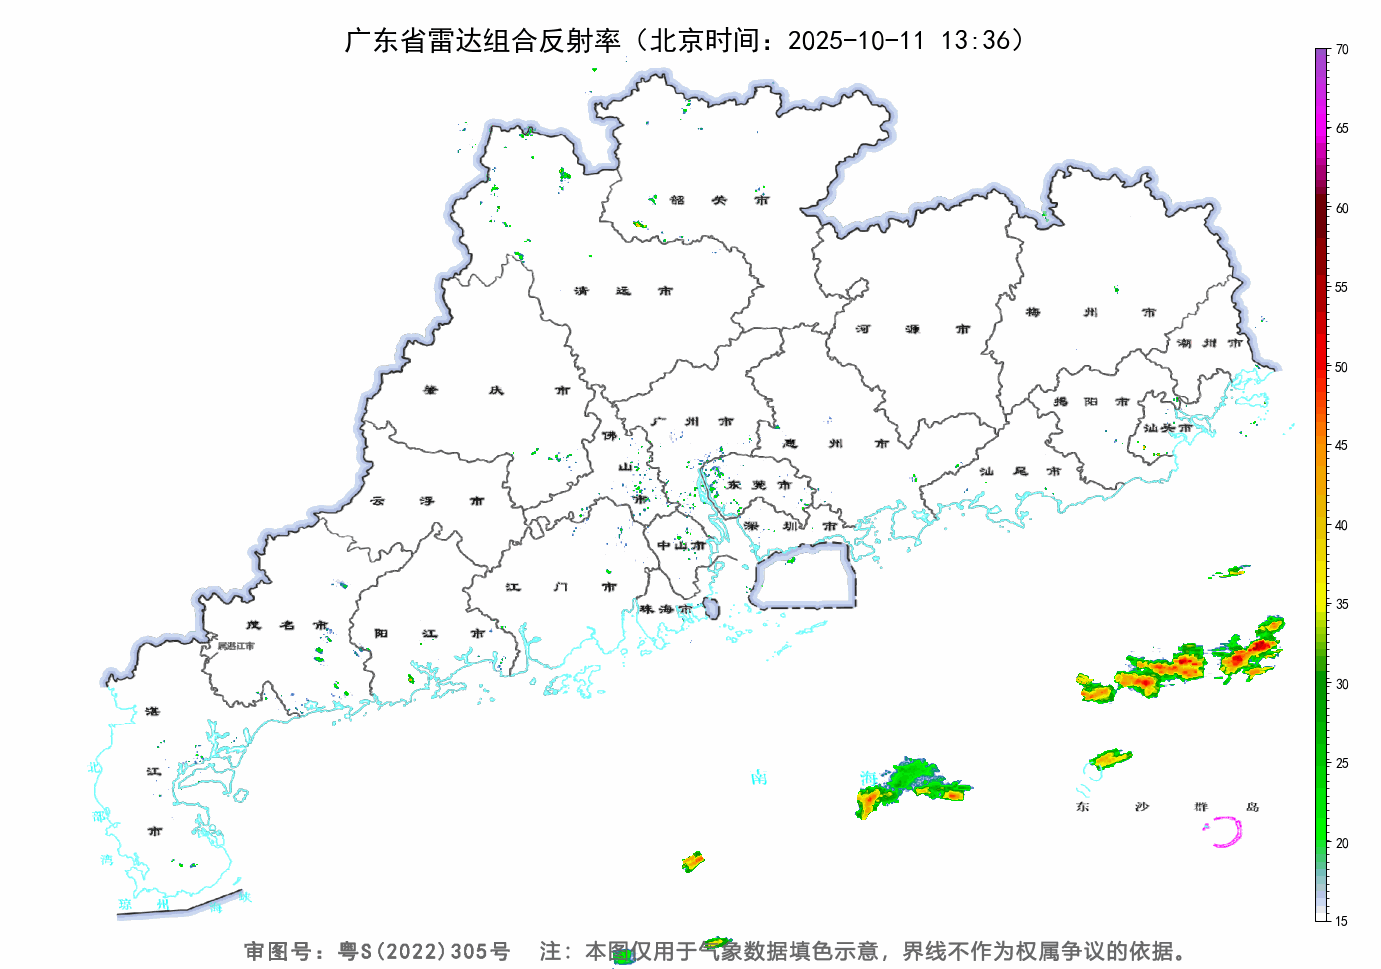 广东省雷达组合反射率（北京时间：2025-10-11 13:36）
70
65
60
55
50
45
40
35
30
25
20
15
韶关市
清远市
河源市
梅州市
潮州市
肇庆市
广州市
佛山市
惠州市
揭阳市
汕头市
汕尾市
东莞市
云浮市
深圳市
中山市
江门市
珠海市
茂名市
阳江市
属湛江市
湛江市
北部湾
南海
东沙群岛
琼州海峡
审图号：粤S(2022)305号 注：本图仅用于气象数据填色示意，界线不作为权属争议的依据。